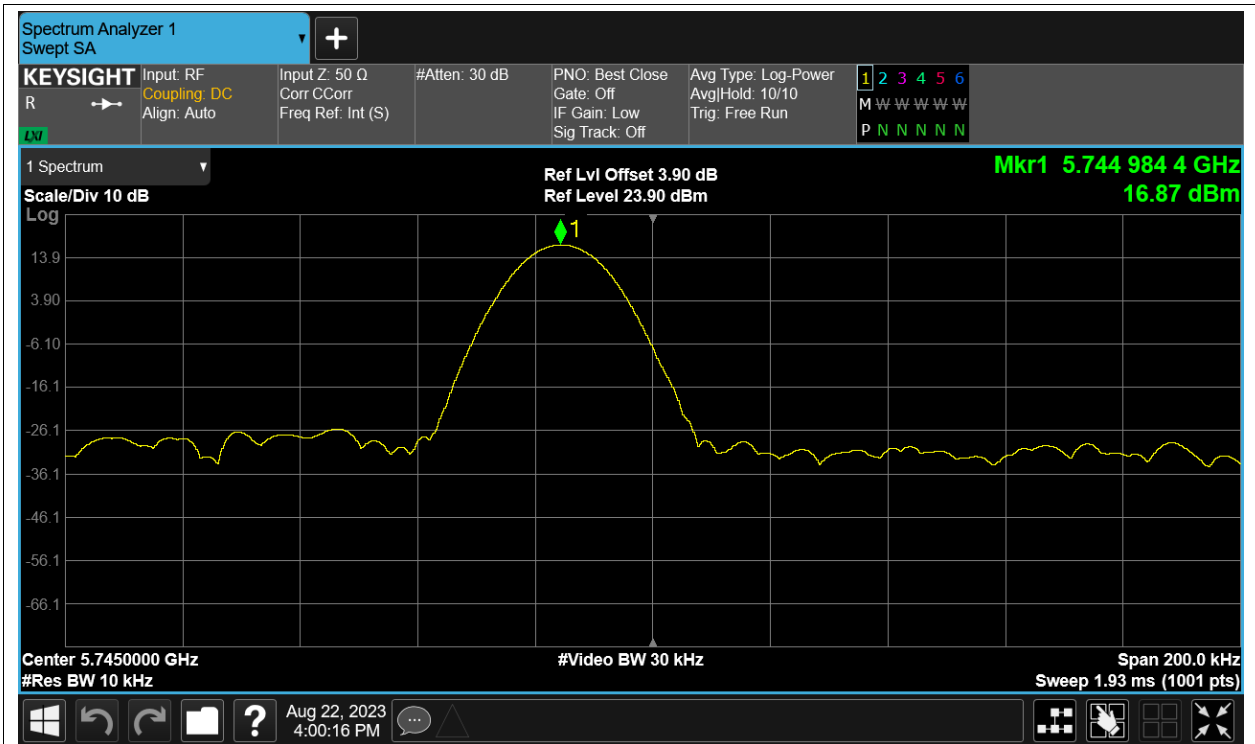 Spectrum Analyzer 1
Swept SA
KEYSIGHT
R
LXI
Input: RF
Coupling: DC
Align: Auto
Input Z: 50 Ω
Corr CCorr
Freq Ref: Int (S)
#Atten: 30 dB
PNO: Best Close
Gate: Off
IF Gain: Low
Sig Track: Off
Avg Type: Log-Power
Avg|Hold: 10/10
Trig: Free Run
1 2 3 4 5 6
M W W W W W
P N N N N N
1 Spectrum
Scale/Div 10 dB
Log
Ref Lvl Offset 3.90 dB
Ref Level 23.90 dBm
Mkr1 5.744 984 4 GHz
16.87 dBm
1
13.9
3.90
-6.10
-16.1
-26.1
-36.1
-46.1
-56.1
-66.1
Center 5.7450000 GHz
#Video BW 30 kHz
Span 200.0 kHz
#Res BW 10 kHz
Sweep 1.93 ms (1001 pts)
?
Aug 22, 2023
4:00:16 PM